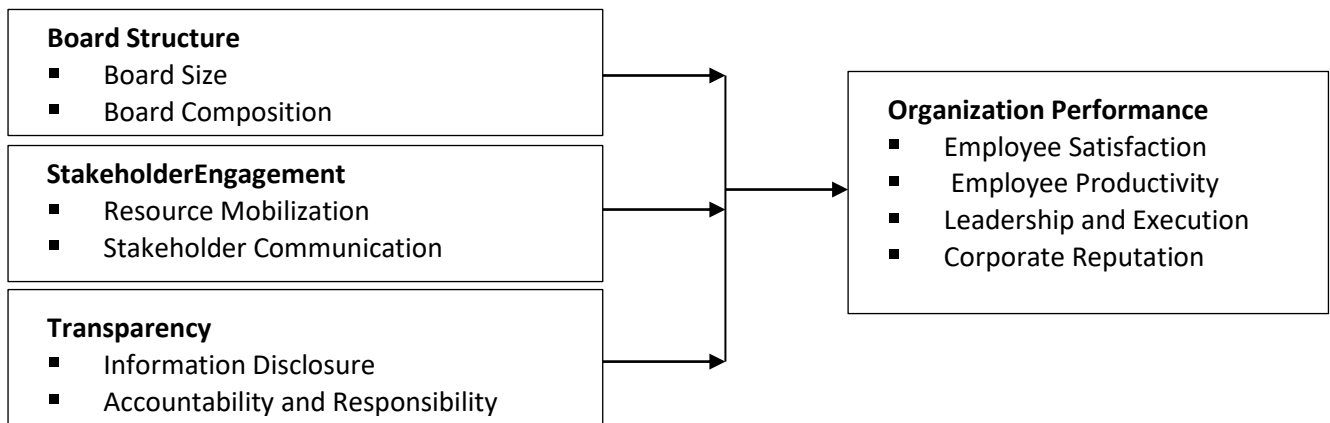 Board Structure
▪ Board Size
▪ Board Composition
StakeholderEngagement
▪ Resource Mobilization
▪ Stakeholder Communication
Transparency
▪ Information Disclosure
▪ Accountability and Responsibility
Organization Performance
▪ Employee Satisfaction
▪ Employee Productivity
▪ Leadership and Execution
▪ Corporate Reputation